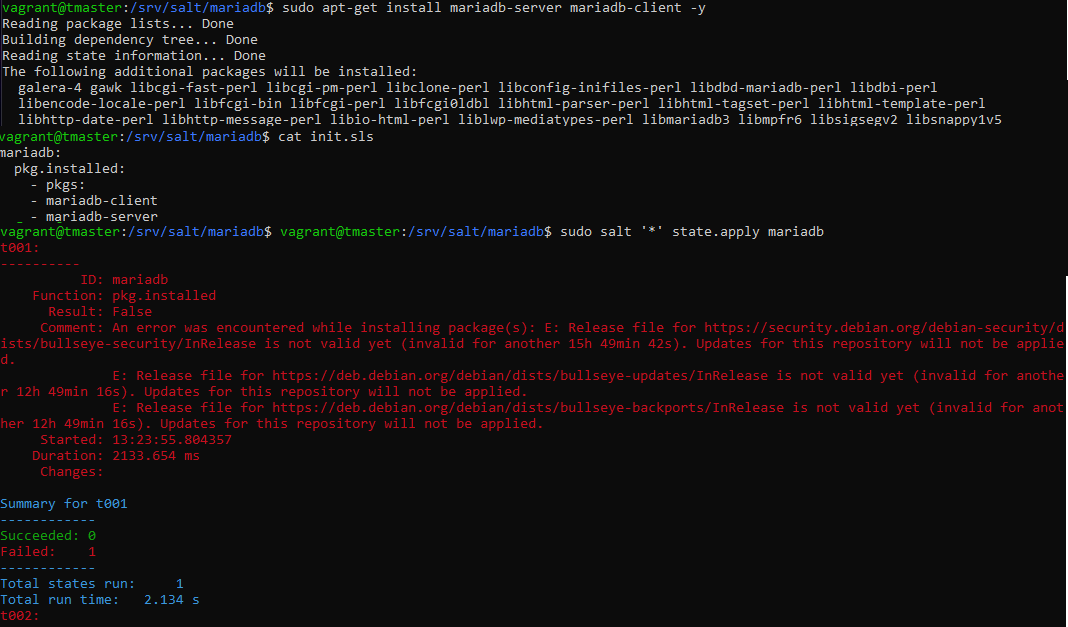 vagrant@tmaster:/srv/salt/mariadb$ sudo apt-get install mariadb-server mariadb-client -y
Reading package lists... Done
Building dependency tree... Done
Reading state information... Done
The following additional packages will be installed:
  galera-4 gawk libcgi-fast-perl libcgi-pm-perl libclone-perl libconfig-inifiles-perl libdbd-mariadb-perl libdbi-perl
  libencode-locale-perl libfcgi-bin libfcgi-perl libfcgi0ldbl libhtml-parser-perl libhtml-tagset-perl libhtml-template-perl
  libhttp-date-perl libhttp-message-perl libio-html-perl liblwp-mediatypes-perl libmariadb3 libmpfr6 libsigsegv2 libsnappy1v5
vagrant@tmaster:/srv/salt/mariadb$ cat init.sls
mariadb:
  pkg.installed:
    - pkgs:
    - mariadb-client
    - mariadb-server
vagrant@tmaster:/srv/salt/mariadb$ vagrant@tmaster:/srv/salt/mariadb$ sudo salt '*' state.apply mariadb
t001:
----------
          ID: mariadb
    Function: pkg.installed
      Result: False
     Comment: An error was encountered while installing package(s): E: Release file for https://security.debian.org/debian-security/d
ists/bullseye-security/InRelease is not valid yet (invalid for another 15h 49min 42s). Updates for this repository will not be applie
d.
              E: Release file for https://deb.debian.org/debian/dists/bullseye-updates/InRelease is not valid yet (invalid for anothe
r 12h 49min 16s). Updates for this repository will not be applied.
              E: Release file for https://deb.debian.org/debian/dists/bullseye-backports/InRelease is not valid yet (invalid for anot
her 12h 49min 16s). Updates for this repository will not be applied.
     Started: 13:23:55.804357
    Duration: 2133.654 ms
     Changes:
Summary for t001
------------
Succeeded: 0
Failed:    1
------------
Total states run:     1
Total run time:   2.134 s
t002: